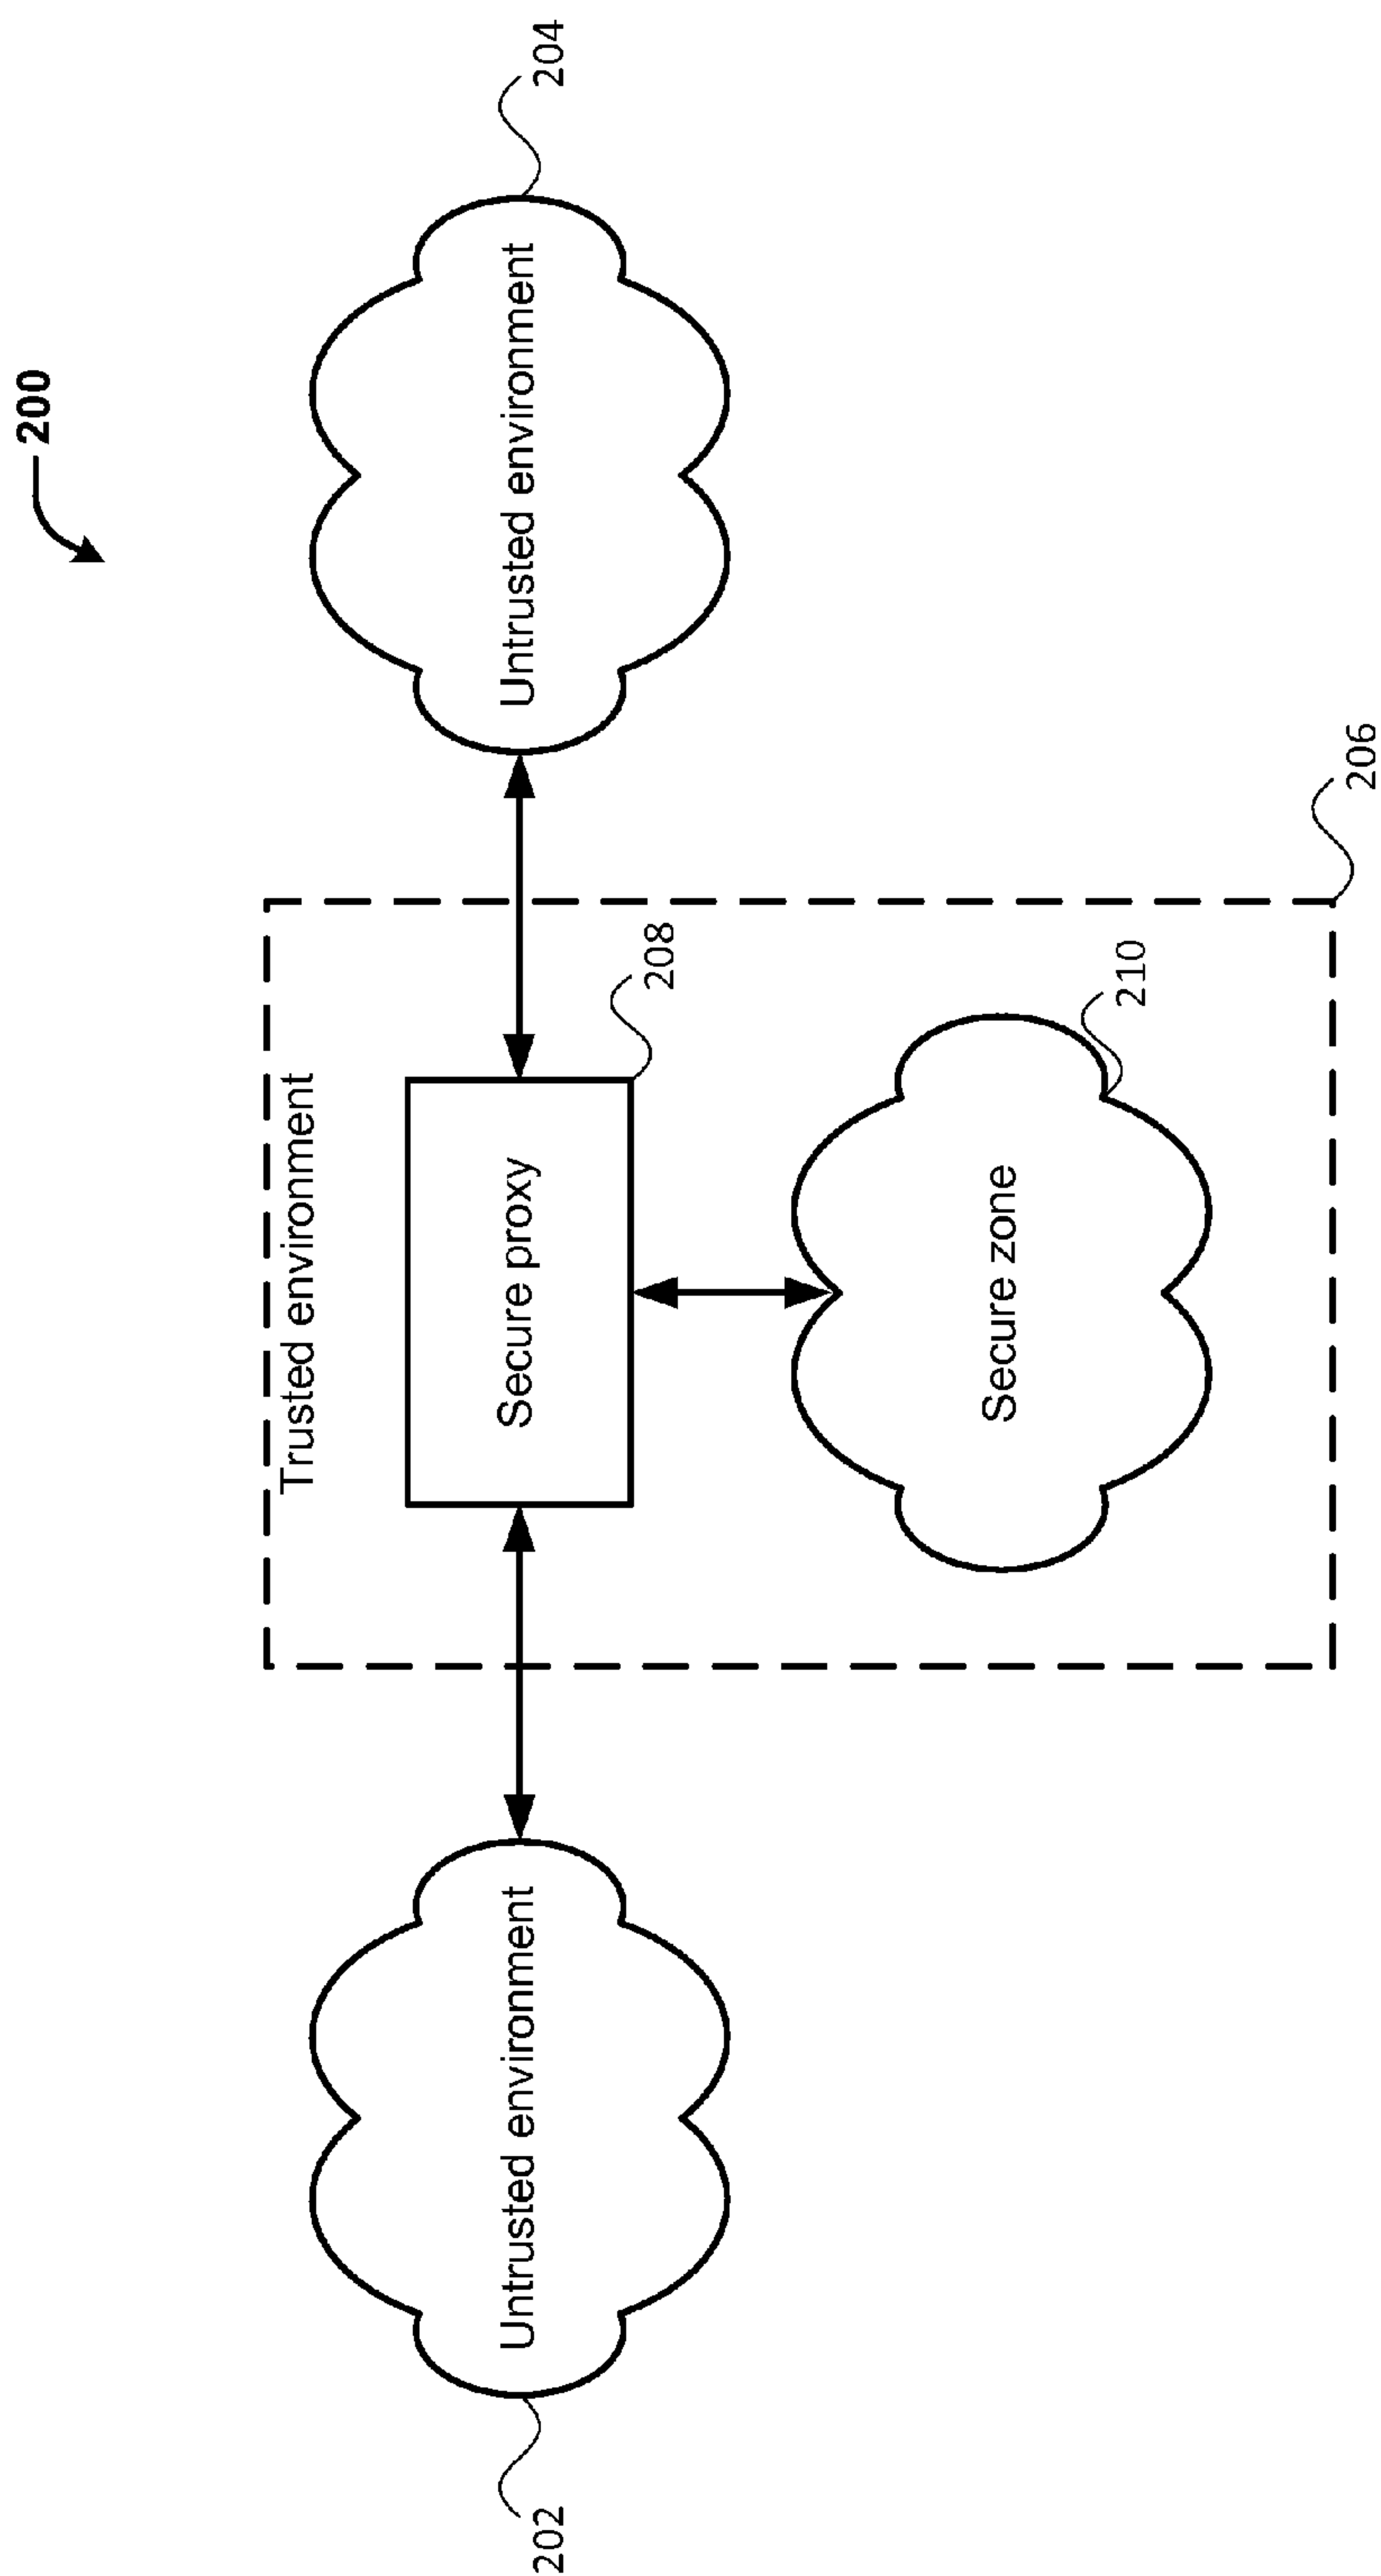 200
Trusted environment
Untrusted environment
Secure proxy
Untrusted environment
204
202
208
Secure zone
210
206